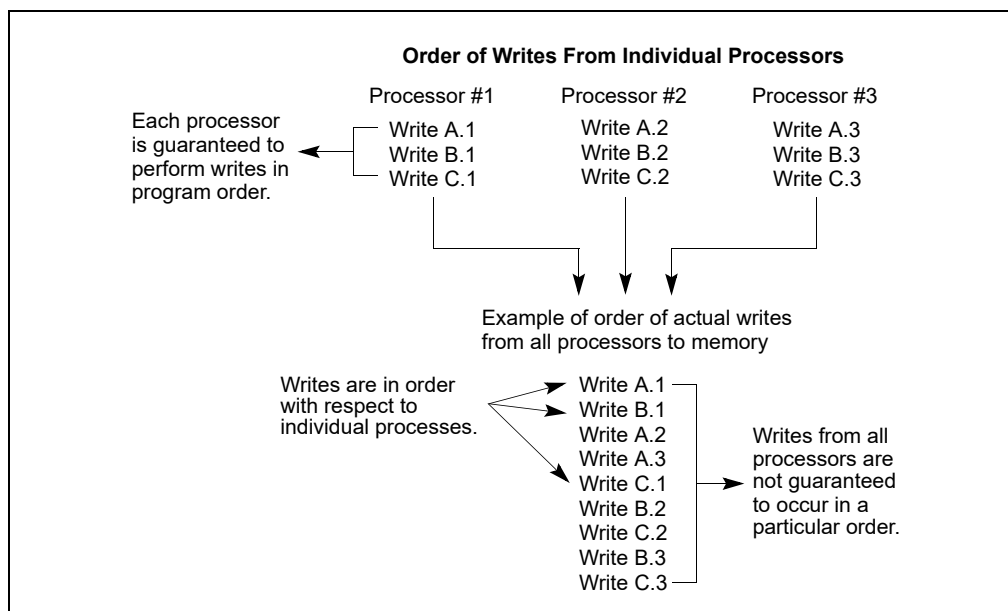 Order of Writes From Individual Processors
Processor #1
Processor #2
Processor #3
Each processor
is guaranteed to
perform writes in
program order.
Write A.1
Write B.1
Write C.1
Write A.2
Write B.2
Write C.2
Write A.3
Write B.3
Write C.3
Example of order of actual writes
from all processors to memory
Writes are in order
with respect to
individual processes.
Write A.1
Write B.1
Write A.2
Write A.3
Write C.1
Write B.2
Write C.2
Write B.3
Write C.3
Writes from all
processors are
not guaranteed
to occur in a
particular order.